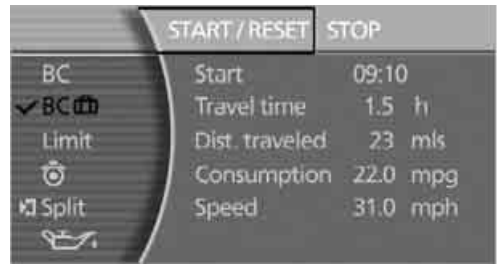 START / RESET STOP
BC Start 09:10
BC Travel time 1.5 h
Limit Dist. traveled 23 mls
Consumption 22.0 mpg
Split Speed 31.0 mph